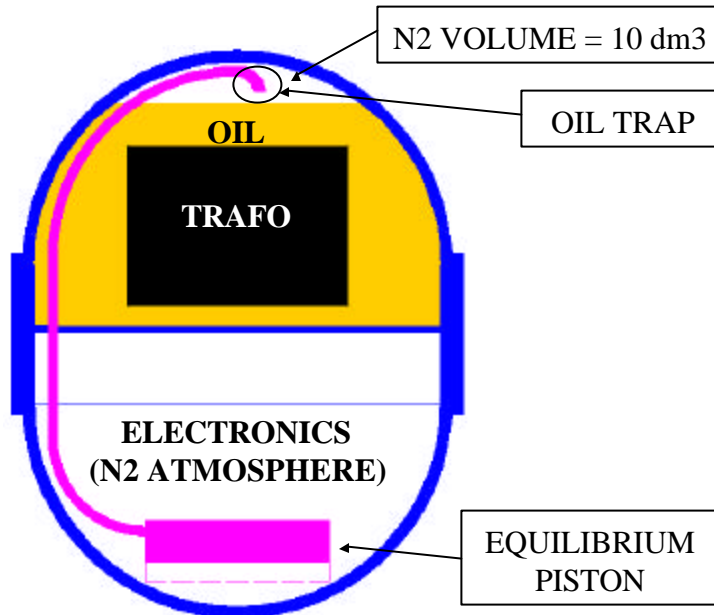 N2 VOLUME = 10 dm3
OIL TRAP
OIL
TRAFO
ELECTRONICS
(N2 ATMOSPHERE)
EQUILIBRIUM
PISTON